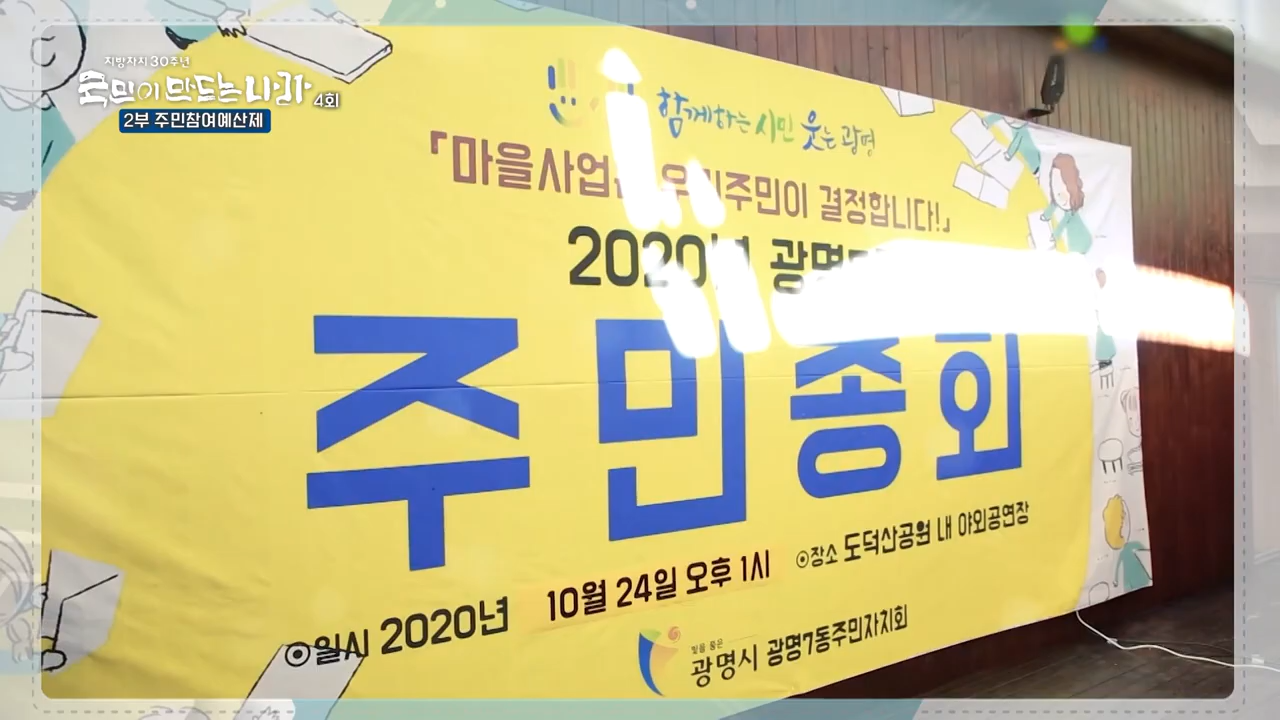 지방자치 30주년
국민이 만드는 나라 4회
2부 주민참여예산제
함께하는 시민 웃는 광명
「마을사업은 우리주민이 결정합니다!」
2020년 광명
주민총회
⊙일시 2020년 10월 24일 오후 1시
⊙장소 도덕산공원 내 야외공연장
빛을 품은
광명시 광명7동주민자치회